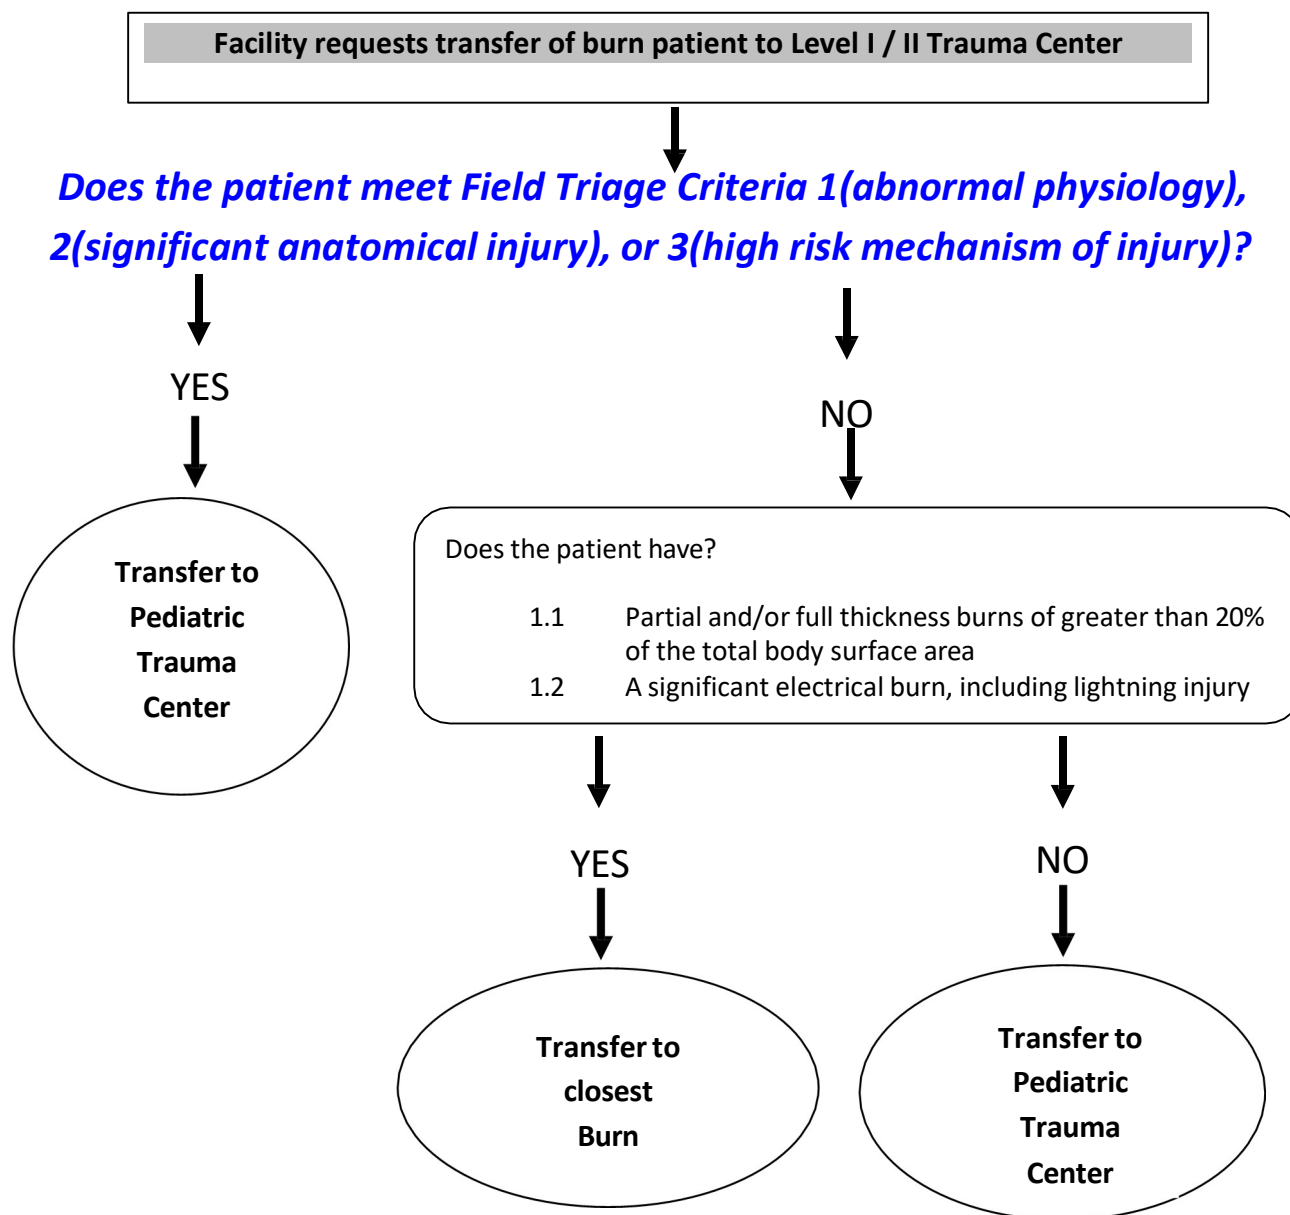 Facility requests transfer of burn patient to Level I / II Trauma Center
Does the patient meet Field Triage Criteria 1(abnormal physiology),
2(significant anatomical injury), or 3(high risk mechanism of injury)?
YES
NO
Transfer to
Pediatric
Trauma
Center
Does the patient have?
1.1 Partial and/or full thickness burns of greater than 20%
of the total body surface area
1.2 A significant electrical burn, including lightning injury
YES
NO
Transfer to
closest
Burn
Transfer to
Pediatric
Trauma
Center